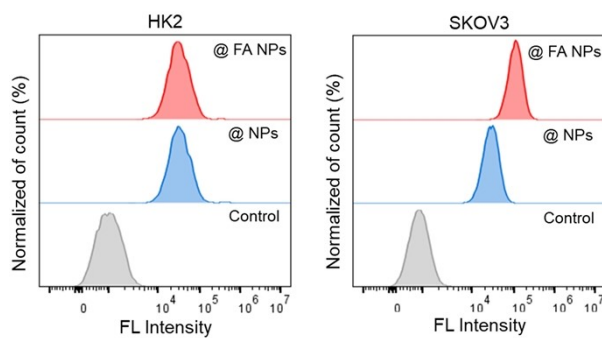 HK2
Normalized of count (%)
@ FA NPs
@ NPs
Control
0 10^4 10^5 10^6 10^7
FL Intensity
SKOV3
Normalized of count (%)
@ FA NPs
@ NPs
Control
0 10^4 10^5 10^6 10^7
FL Intensity